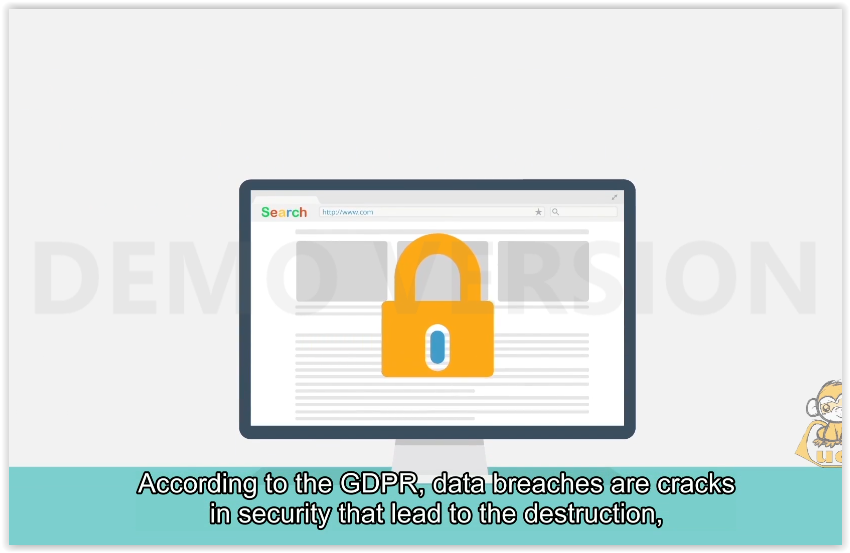 Search http://www.com
DEMO VERSION
According to the GDPR, data breaches are cracks
in security that lead to the destruction,